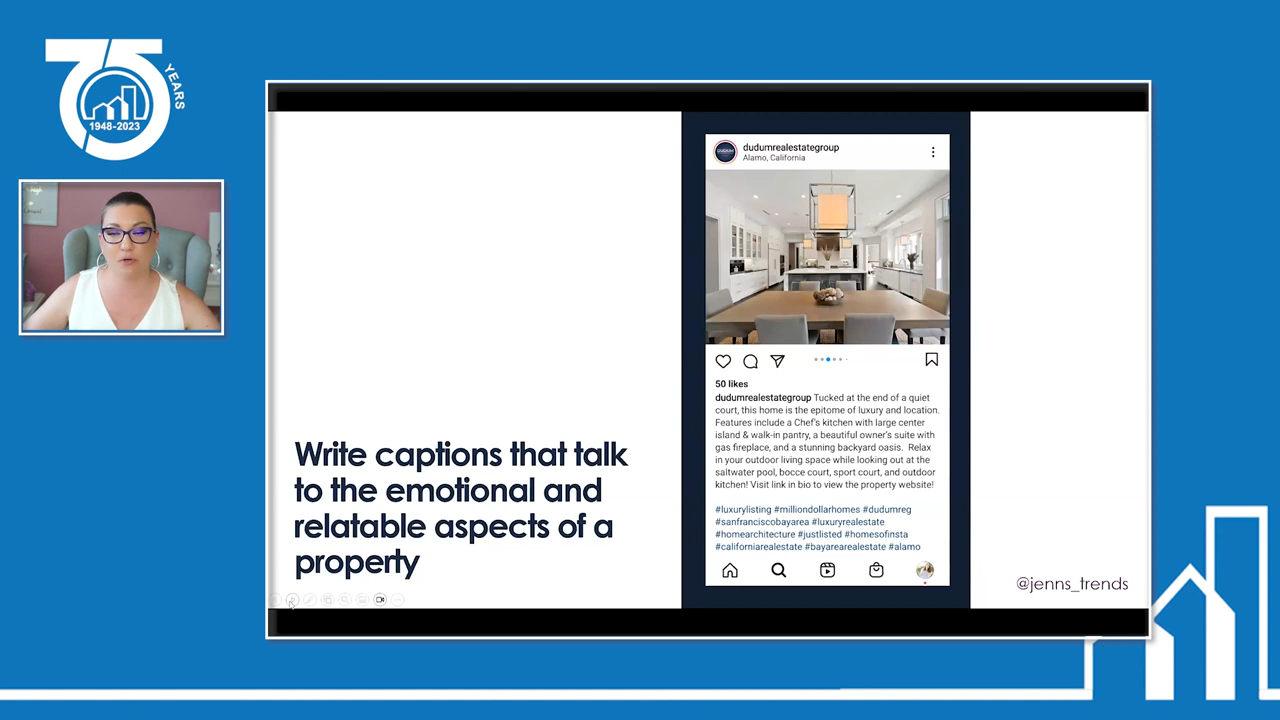 75
YEARS
1948-2023
Write captions that talk
to the emotional and
relatable aspects of a
property
dudumrealestategroup
Alamo, California
50 likes
dudumrealestategroup Tucked at the end of a quiet
court, this home is the epitome of luxury and location.
Features include a Chef's kitchen with large center
island & walk-in pantry, a beautiful owner's suite with
gas fireplace, and a stunning backyard oasis. Relax
in your outdoor living space while looking out at the
saltwater pool, bocce court, sport court, and outdoor
kitchen! Visit link in bio to view the property website!
#luxurylisting #milliondollarhomes #dudumreg
#sanfranciscobayarea #luxuryrealestate
#homearchitecture #justlisted #homesofinsta
#californiarealestate #bayarearealestate #alamo
@jenns_trends